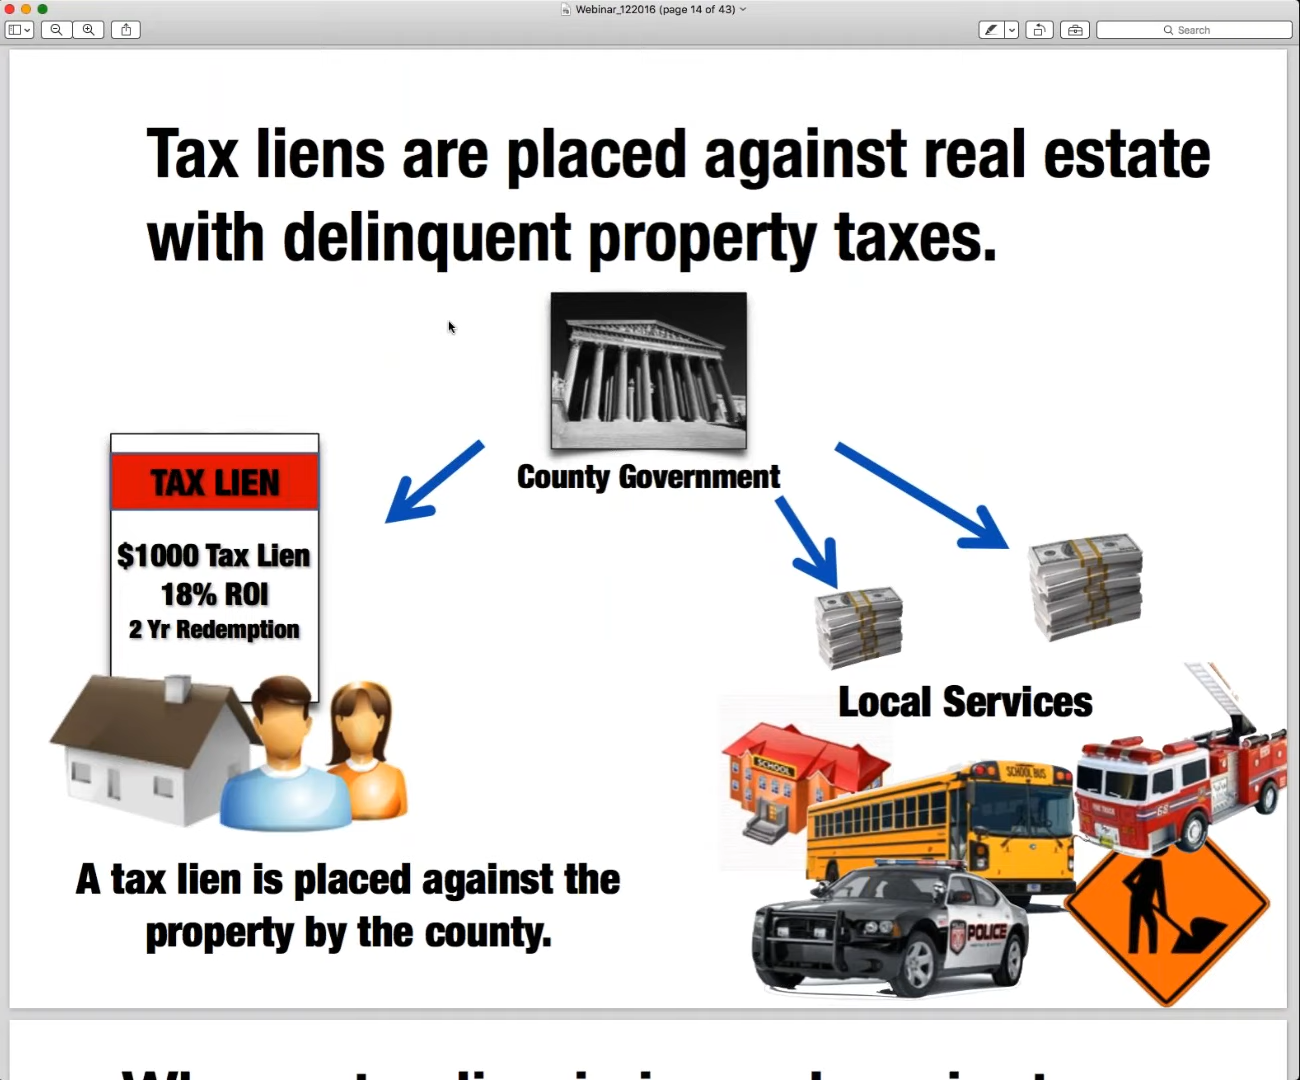 Webinar_122016 (page 14 of 43)
Search
Tax liens are placed against real estate
with delinquent property taxes.
County Government
TAX LIEN
$1000 Tax Lien
18% ROI
2 Yr Redemption
Local Services
SCHOOL
SCHOOL BUS
68
POLICE
A tax lien is placed against the
property by the county.